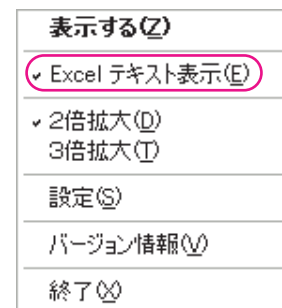 表示する(Z)
Excel テキスト表示(E)
2倍拡大(D)
3倍拡大(T)
設定(S)
バージョン情報(V)
終了(X)